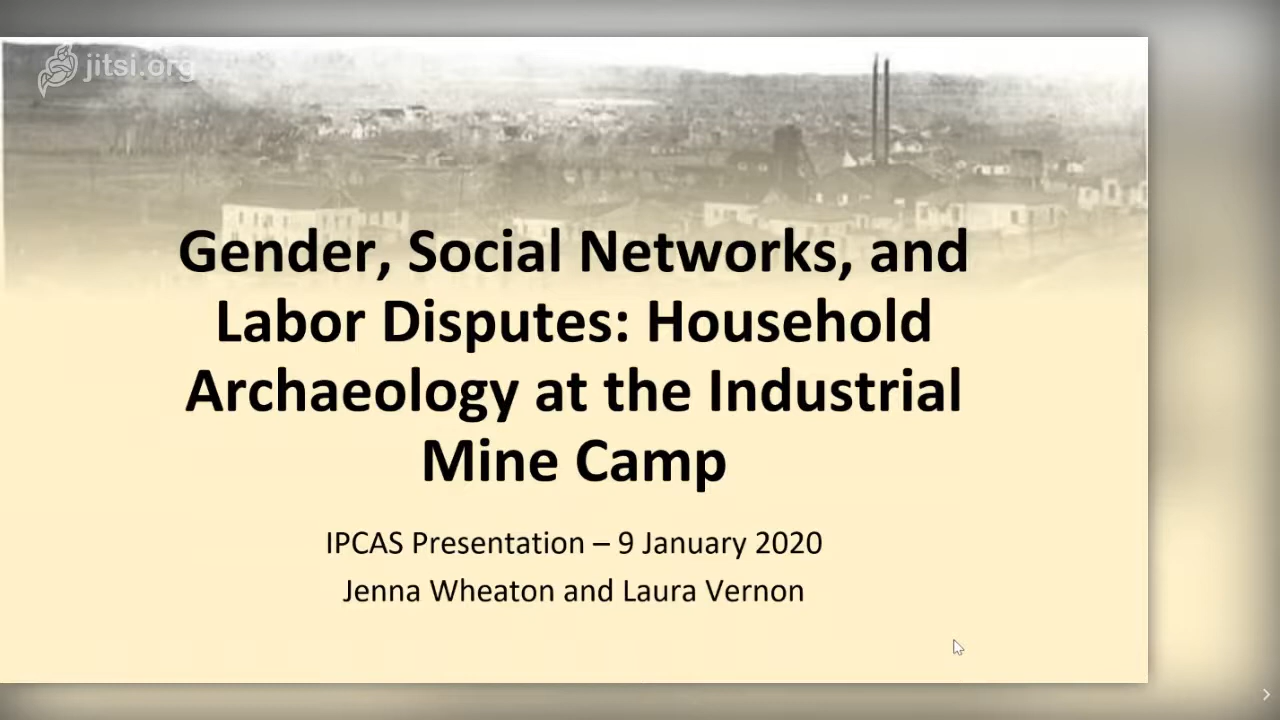 jitsi.org
Gender, Social Networks, and
Labor Disputes: Household
Archaeology at the Industrial
Mine Camp
IPCAS Presentation – 9 January 2020
Jenna Wheaton and Laura Vernon